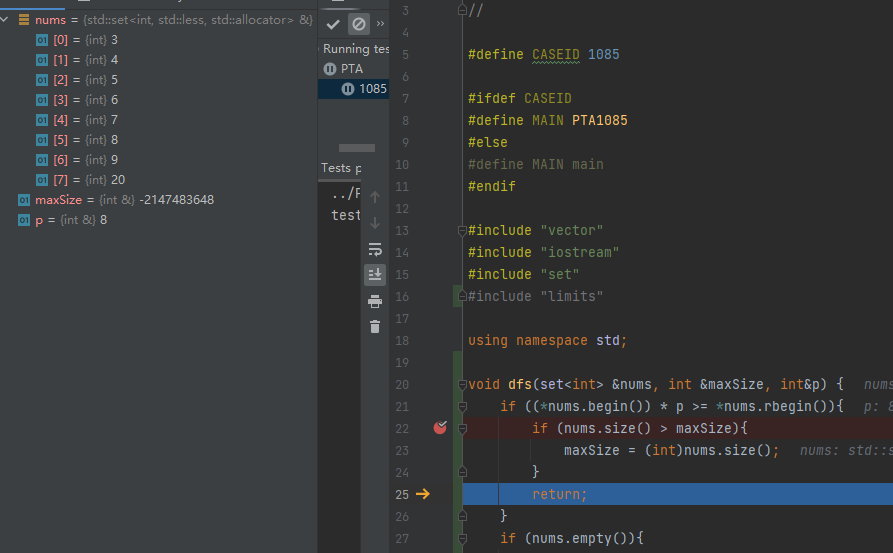 nums = {std::set<int, std::less, std::allocator> &}
[0] = {int} 3
[1] = {int} 4
[2] = {int} 5
[3] = {int} 6
[4] = {int} 7
[5] = {int} 8
[6] = {int} 9
[7] = {int} 20
maxSize = {int &} -2147483648
p = {int &} 8
Running tes
PTA
1085
Tests p
../P
test
3 //
4
5 #define CASEID 1085
6
7 #ifdef CASEID
8 #define MAIN PTA1085
9 #else
10 #define MAIN main
11 #endif
12
13 #include "vector"
14 #include "iostream"
15 #include "set"
16 #include "limits"
17
18 using namespace std;
19
20 void dfs(set<int> &nums, int &maxSize, int&p) { nums
21 if ((*nums.begin()) * p >= *nums.rbegin()){ p: 8
22 if (nums.size() > maxSize){
23 maxSize = (int)nums.size(); nums: std::s
24 }
25 return;
26 }
27 if (nums.empty()){